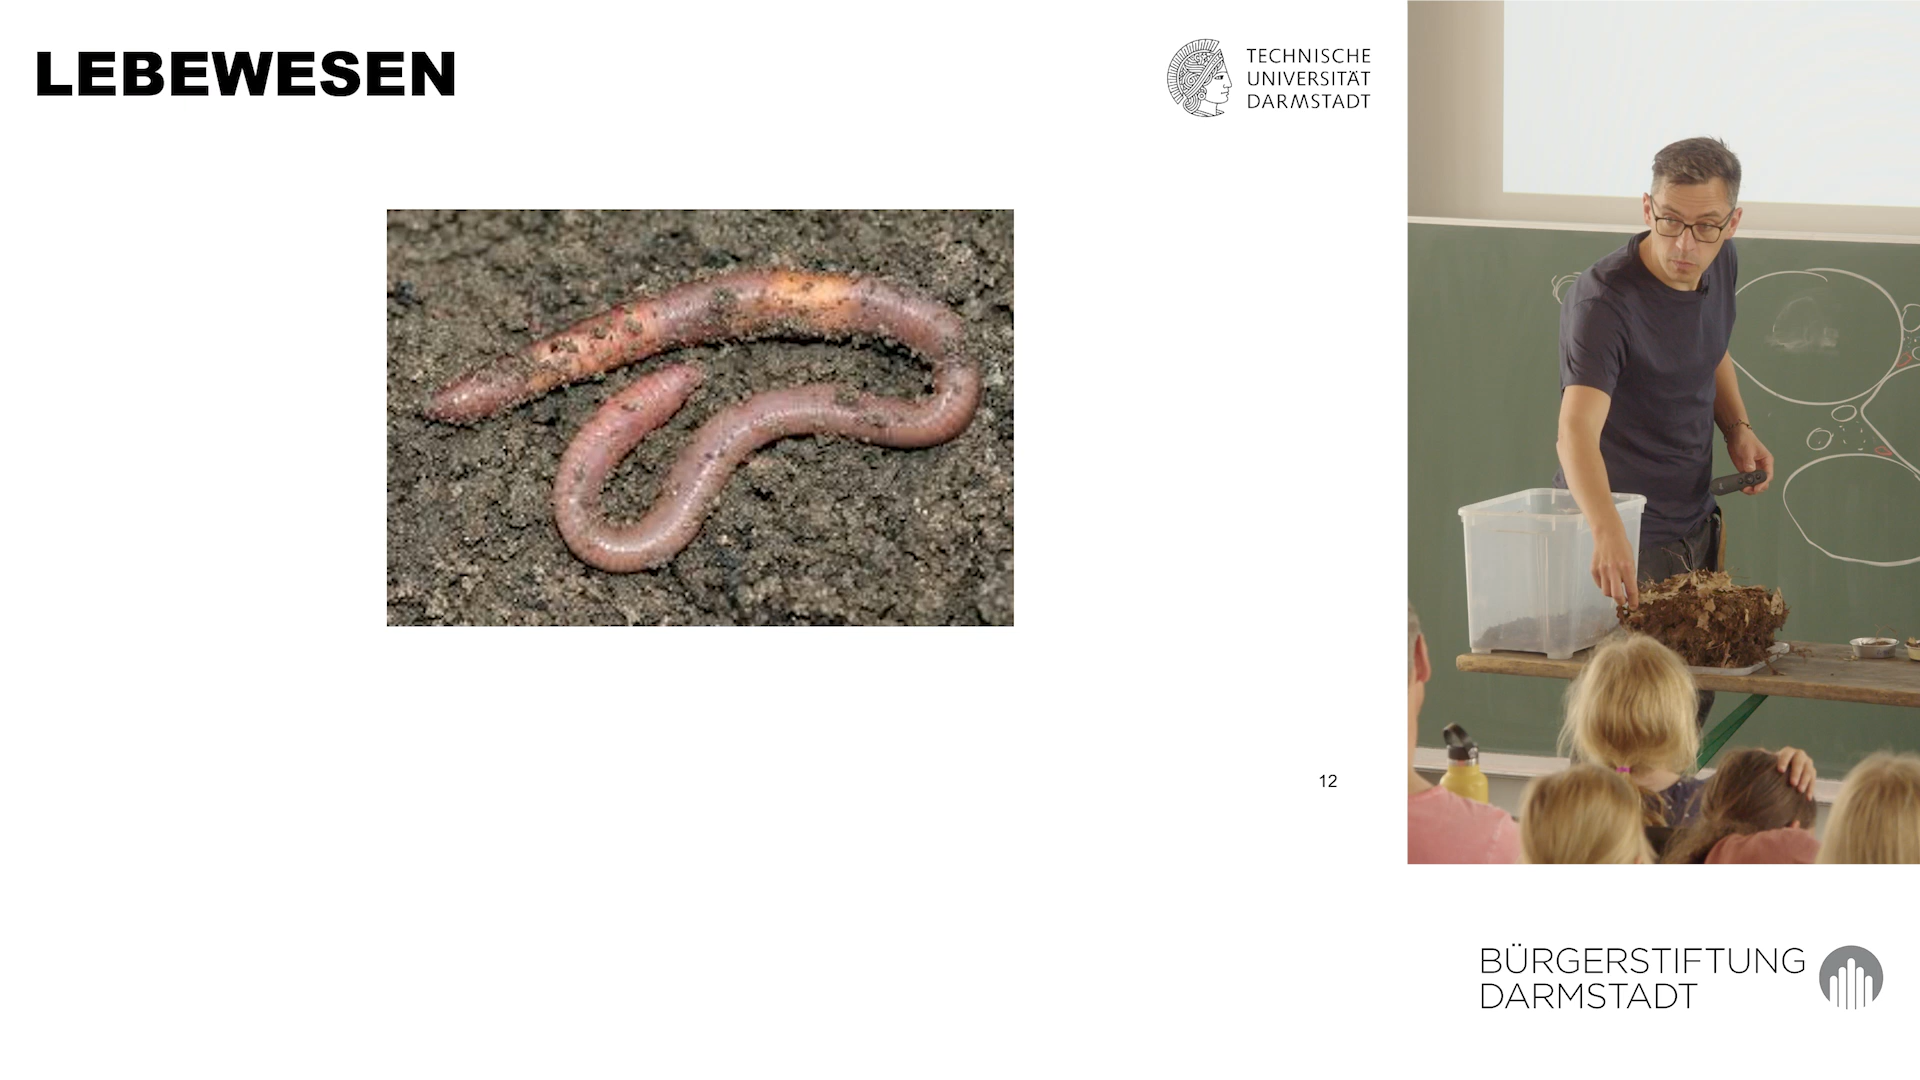 LEBEWESEN
TECHNISCHE
UNIVERSITÄT
DARMSTADT
12
BÜRGERSTIFTUNG
DARMSTADT